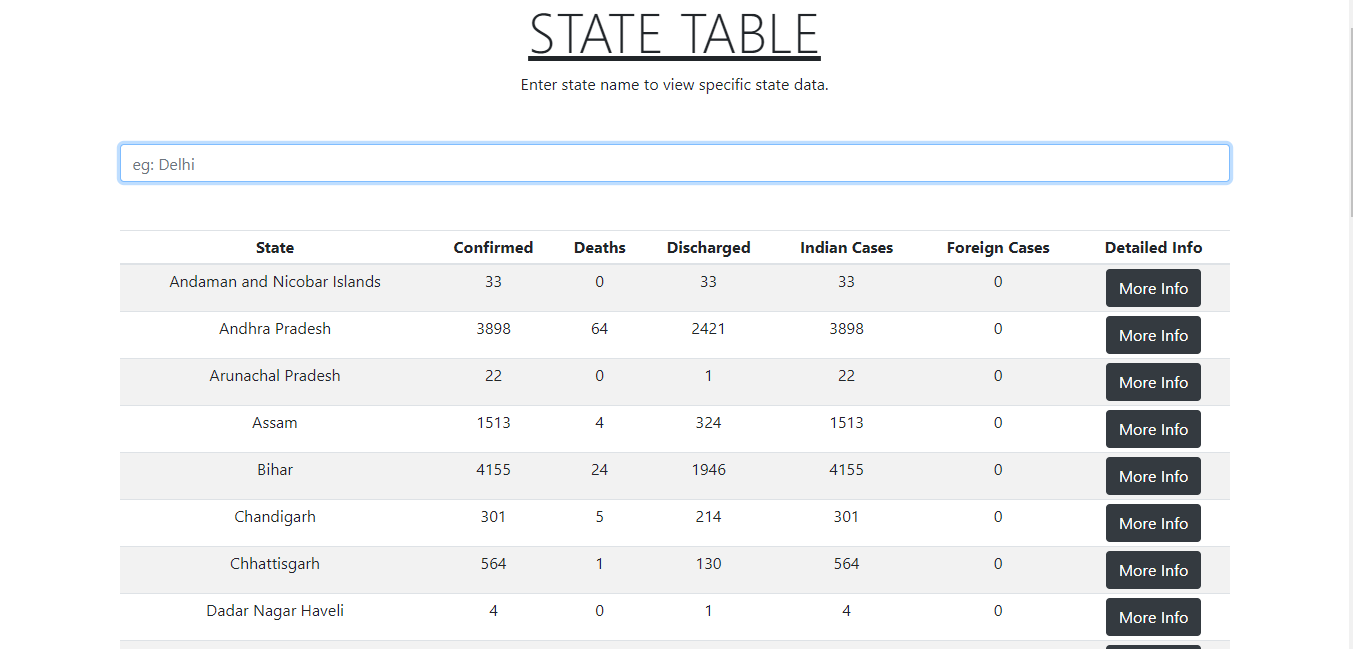 STATE TABLE
Enter state name to view specific state data.
eg: Delhi
State Confirmed Deaths Discharged Indian Cases Foreign Cases Detailed Info
Andaman and Nicobar Islands 33 0 33 33 0 More Info
Andhra Pradesh 3898 64 2421 3898 0 More Info
Arunachal Pradesh 22 0 1 22 0 More Info
Assam 1513 4 324 1513 0 More Info
Bihar 4155 24 1946 4155 0 More Info
Chandigarh 301 5 214 301 0 More Info
Chhattisgarh 564 1 130 564 0 More Info
Dadar Nagar Haveli 4 0 1 4 0 More Info